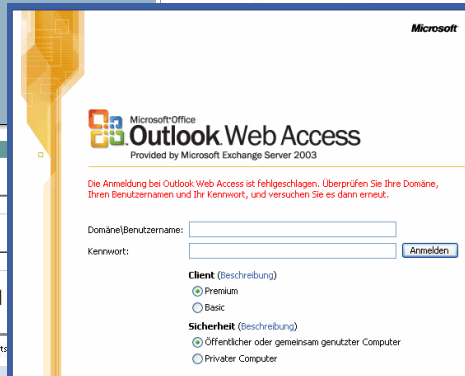 Microsoft
Microsoft Office
Outlook Web Access
Provided by Microsoft Exchange Server 2003
Die Anmeldung bei Outlook Web Access ist fehlgeschlagen. Überprüfen Sie Ihre Domäne,
Ihren Benutzernamen und Ihr Kennwort, und versuchen Sie es dann erneut.
Domäne\Benutzername:
Kennwort: Anmelden
Client (Beschreibung)
Premium
Basic
Sicherheit (Beschreibung)
Öffentlicher oder gemeinsam genutzter Computer
Privater Computer